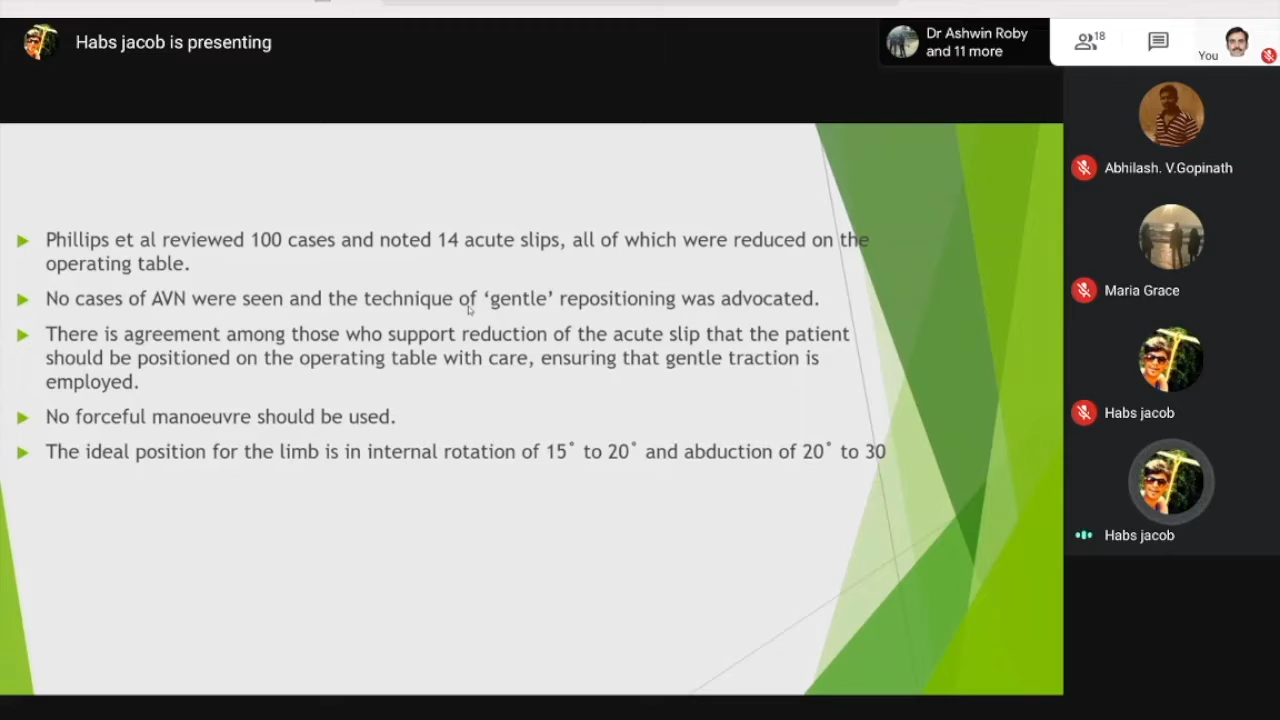 Habs jacob is presenting
Dr Ashwin Roby
and 11 more
18
You
Phillips et al reviewed 100 cases and noted 14 acute slips, all of which were reduced on the
operating table.
No cases of AVN were seen and the technique of ‘gentle’ repositioning was advocated.
There is agreement among those who support reduction of the acute slip that the patient
should be positioned on the operating table with care, ensuring that gentle traction is
employed.
No forceful manoeuvre should be used.
The ideal position for the limb is in internal rotation of 15˚ to 20˚ and abduction of 20˚ to 30
Abhilash. V.Gopinath
Maria Grace
Habs jacob
Habs jacob